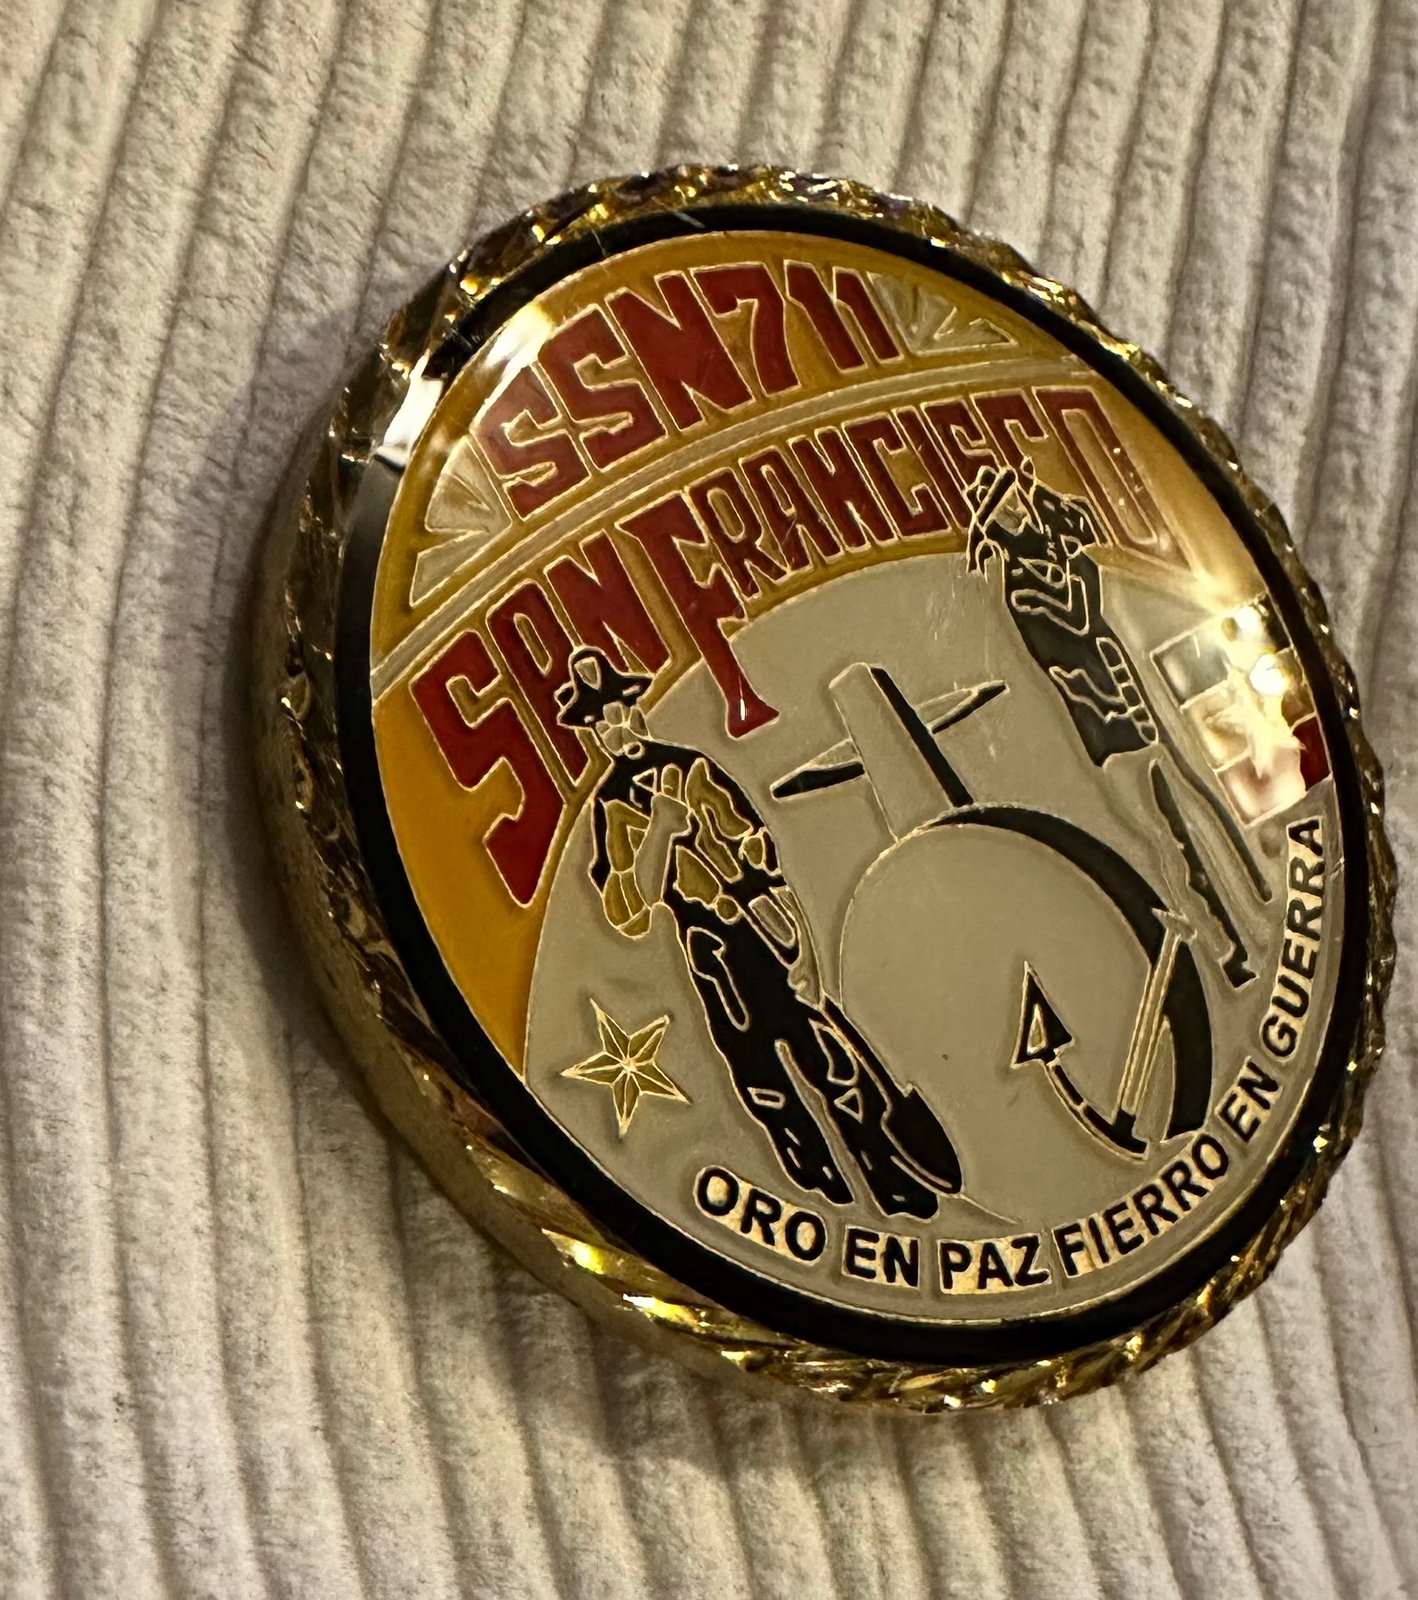 SSN711
SAN FRANCISCO
ORO EN PAZ FIERRO EN GUERRA